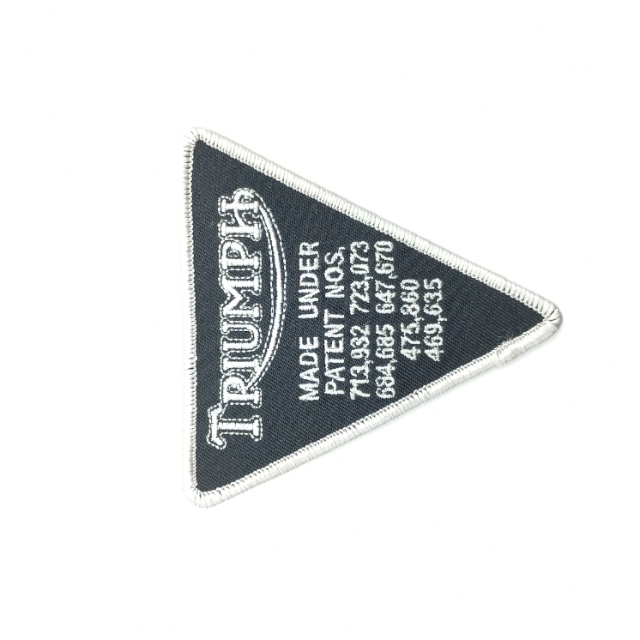 TRIUMPH
MADE UNDER
PATENT NOS.
713,932 723,073
684,685 647,670
475,860
469,635